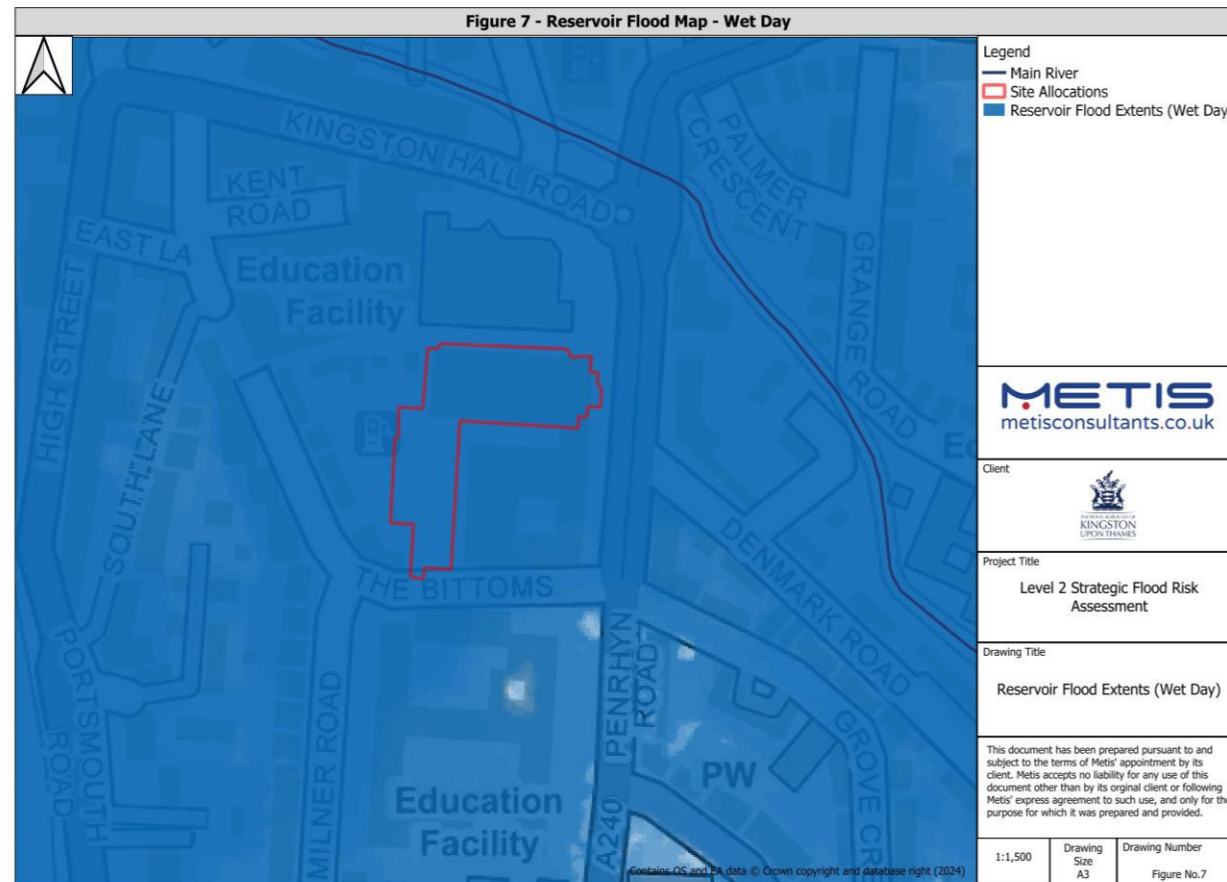 Figure 7 - Reservoir Flood Map - Wet Day
KINGSTON HALL ROAD
KENT
ROAD
EAST LA
PALMER
CRESCENT
GRANGE ROAD
Education
Facility
HIGH STREET
SOUTH LANE
THE BITTOMS
DENMARK ROAD
PORTSMOUTH
ROAD
MILNER ROAD
PENRHYN
ROAD
A240
GROVE CR
PW
Education
Facility
Contains OS and EA data © Crown copyright and database right (2024)
Legend
Main River
Site Allocations
Reservoir Flood Extents (Wet Day
METIS
metisconsultants.co.uk
Client
KINGSTON
UPON THAMES
Project Title
Level 2 Strategic Flood Risk
Assessment
Drawing Title
Reservoir Flood Extents (Wet Day)
This document has been prepared pursuant to and
subject to the terms of Metis' appointment by its
client. Metis accepts no liability for any use of this
document other than by its orginal client or following
Metis' express agreement to such use, and only for the
purpose for which it was prepared and provided.
1:1,500
Drawing
Size
A3
Drawing Number
Figure No.7